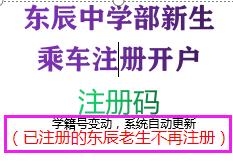 东辰中学部新生
乘车注册开户
注册码
学籍号变动，系统自动更新
（已注册的东辰老生不再注册）